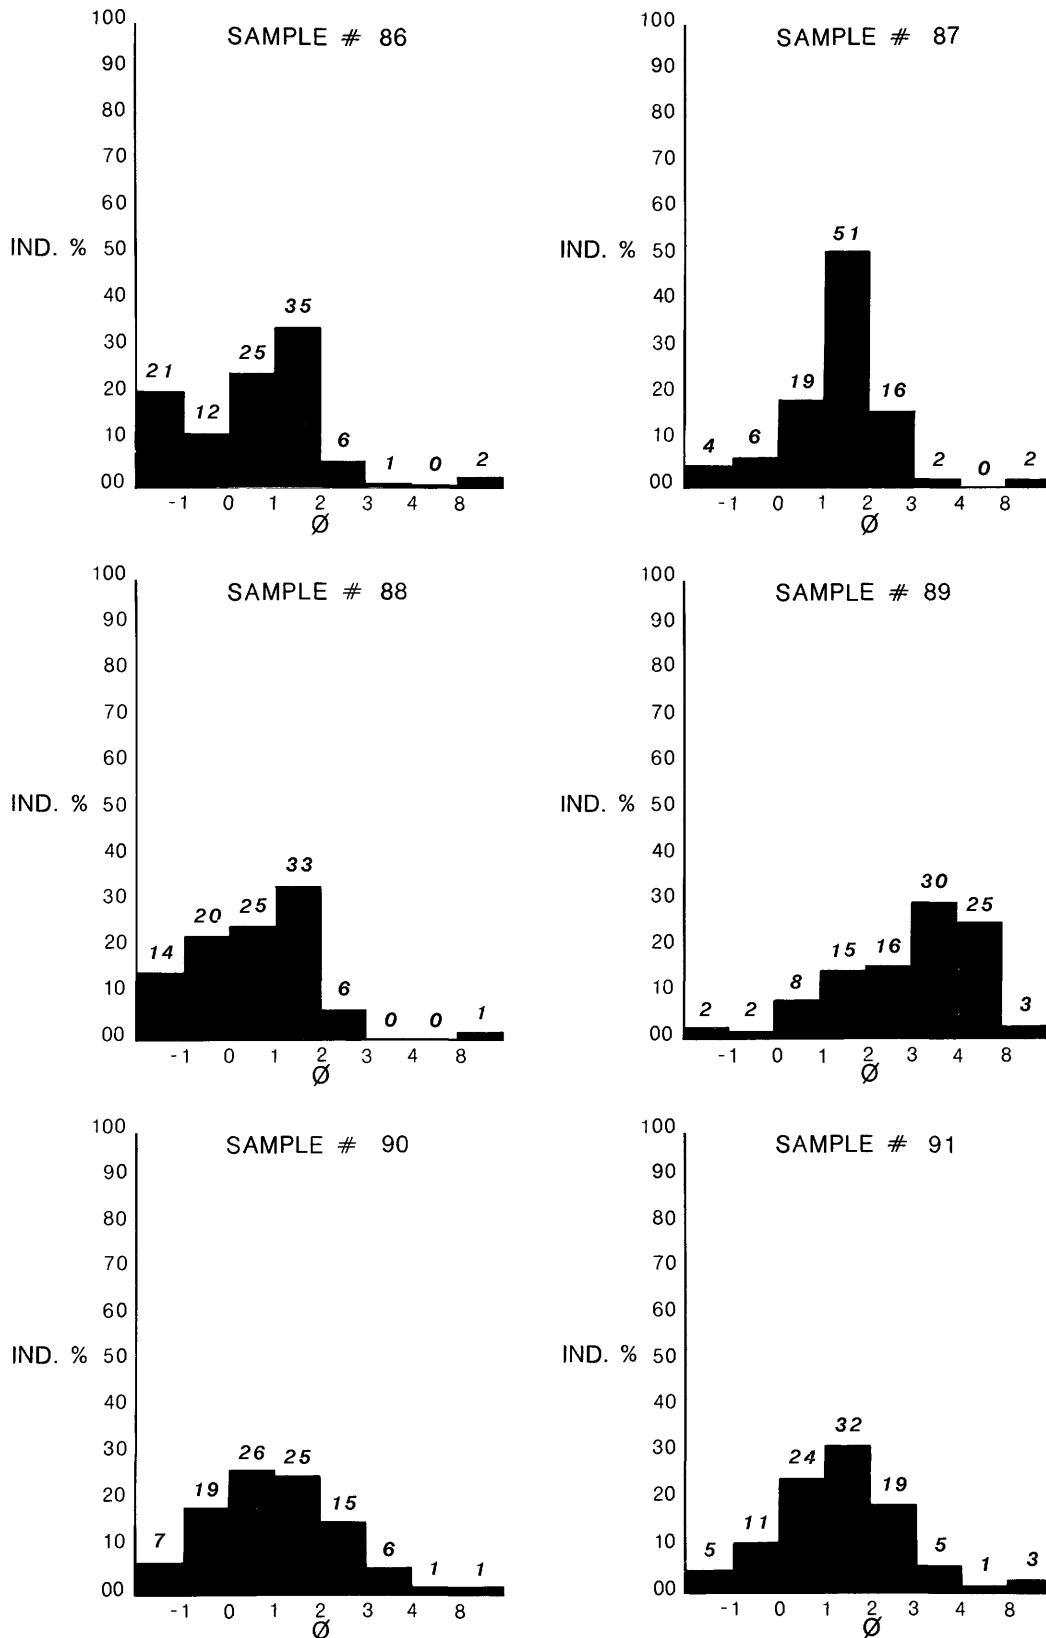 SAMPLE # 86
100
90
80
70
60
IND. % 50
40
30
20
10
00
21 12 25 35 6 1 0 2
-1 0 1 2 3 4 8
Ø
SAMPLE # 87
100
90
80
70
60
IND. % 50
40
30
20
10
00
4 6 19 51 16 2 0 2
-1 0 1 2 3 4 8
Ø
SAMPLE # 88
100
90
80
70
60
IND. % 50
40
30
20
10
00
14 20 25 33 6 0 0 1
-1 0 1 2 3 4 8
Ø
SAMPLE # 89
100
90
80
70
60
IND. % 50
40
30
20
10
00
2 2 8 15 16 30 25 3
-1 0 1 2 3 4 8
Ø
SAMPLE # 90
100
90
80
70
60
IND. % 50
40
30
20
10
00
7 19 26 25 15 6 1 1
-1 0 1 2 3 4 8
Ø
SAMPLE # 91
100
90
80
70
60
IND. % 50
40
30
20
10
00
5 11 24 32 19 5 1 3
-1 0 1 2 3 4 8
Ø